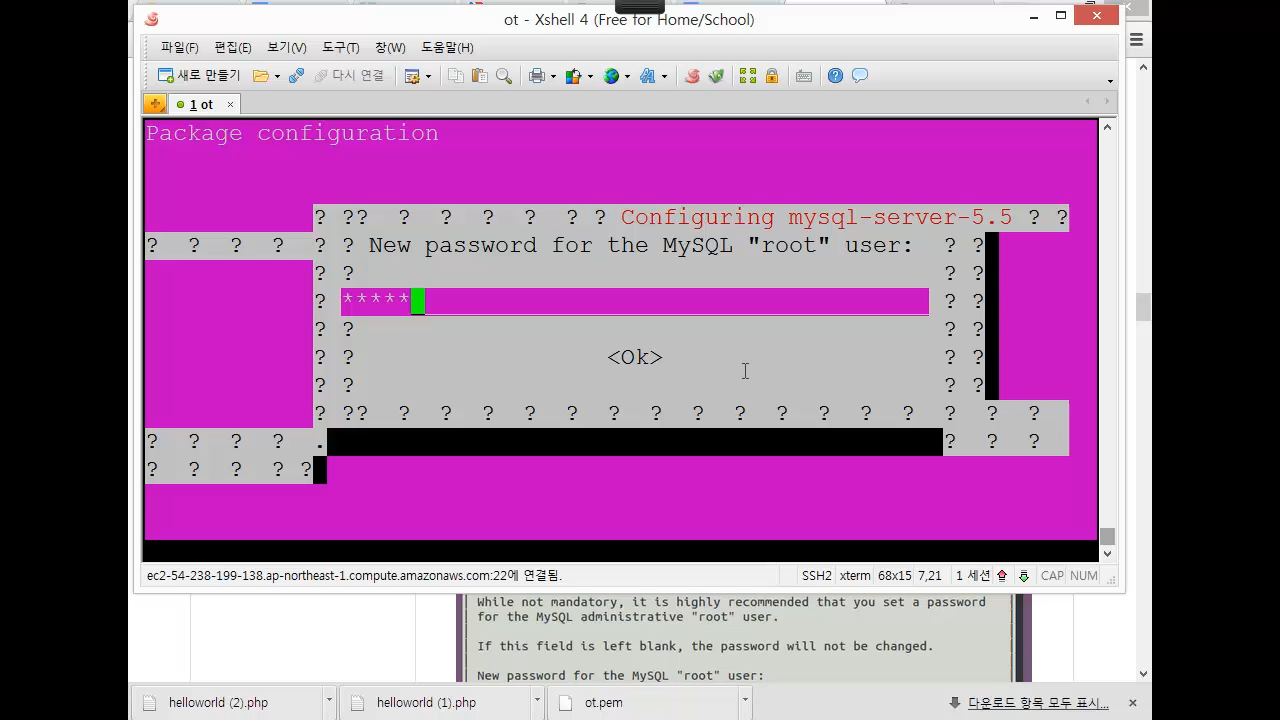 ot - Xshell 4 (Free for Home/School)
파일(F) 편집(E) 보기(V) 도구(T) 창(W) 도움말(H)
새로 만들기 다시 연결
1 ot
Package configuration
? ?? ? ? ? ? ? Configuring mysql-server-5.5 ? ?
? ? ? ? ? ? New password for the MySQL "root" user: ? ?
? ? ? ?
? ***** ? ?
? ? ? ?
? ? <Ok> ? ?
? ? ? ?
? ?? ? ? ? ? ? ? ? ? ? ? ? ? ? ? ? ?
? ? ? ? . ? ? ?
? ? ? ? ?
ec2-54-238-199-138.ap-northeast-1.compute.amazonaws.com:22에 연결됨. SSH2 xterm 68x15 7,21 1 세션 CAP NUM
While not mandatory, it is highly recommended that you set a password
for the MySQL administrative "root" user.
If this field is left blank, the password will not be changed.
New password for the MySQL "root" user:
helloworld (2).php helloworld (1).php ot.pem 다운로드 항목 모두 표시...